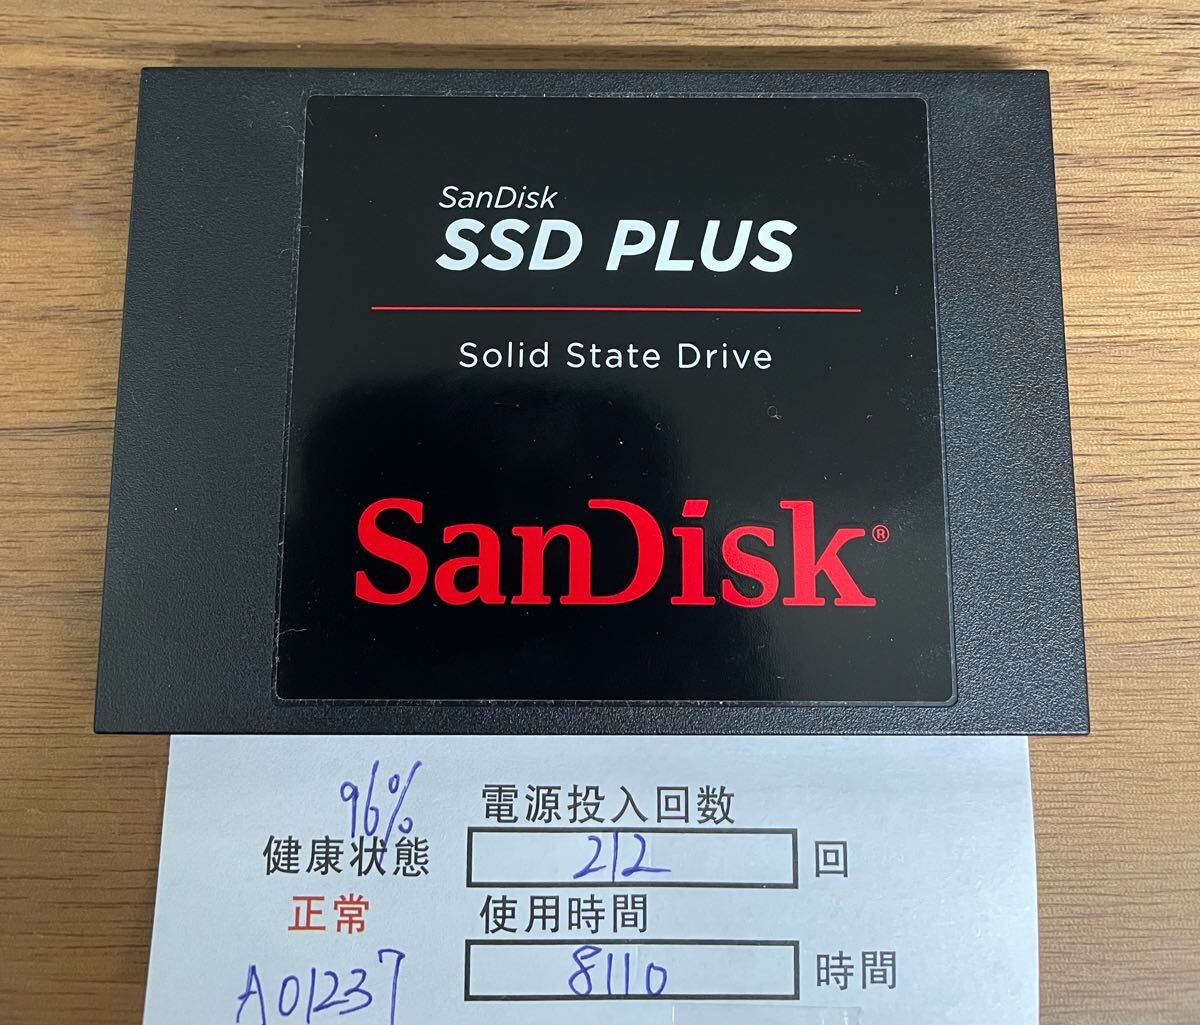 SanDisk
SSD PLUS
Solid State Drive
SanDisk®
96%
電源投入回数
健康状態
212 回
正常
使用時間
8110 時間
A01237